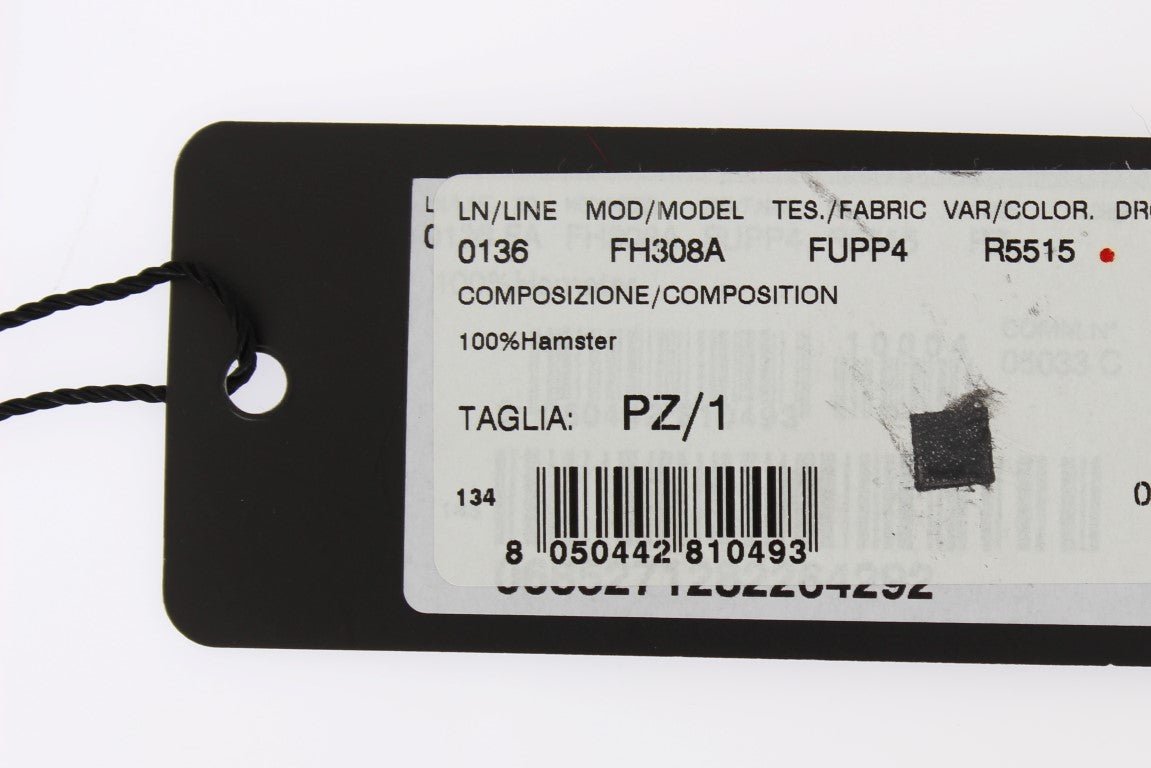 LN/LINE MOD/MODEL TES./FABRIC VAR/COLOR.
0136 FH308A FUPP4 R5515
COMPOSIZIONE/COMPOSITION
100%Hamster
TAGLIA: PZ/1
134
8 050442 810493